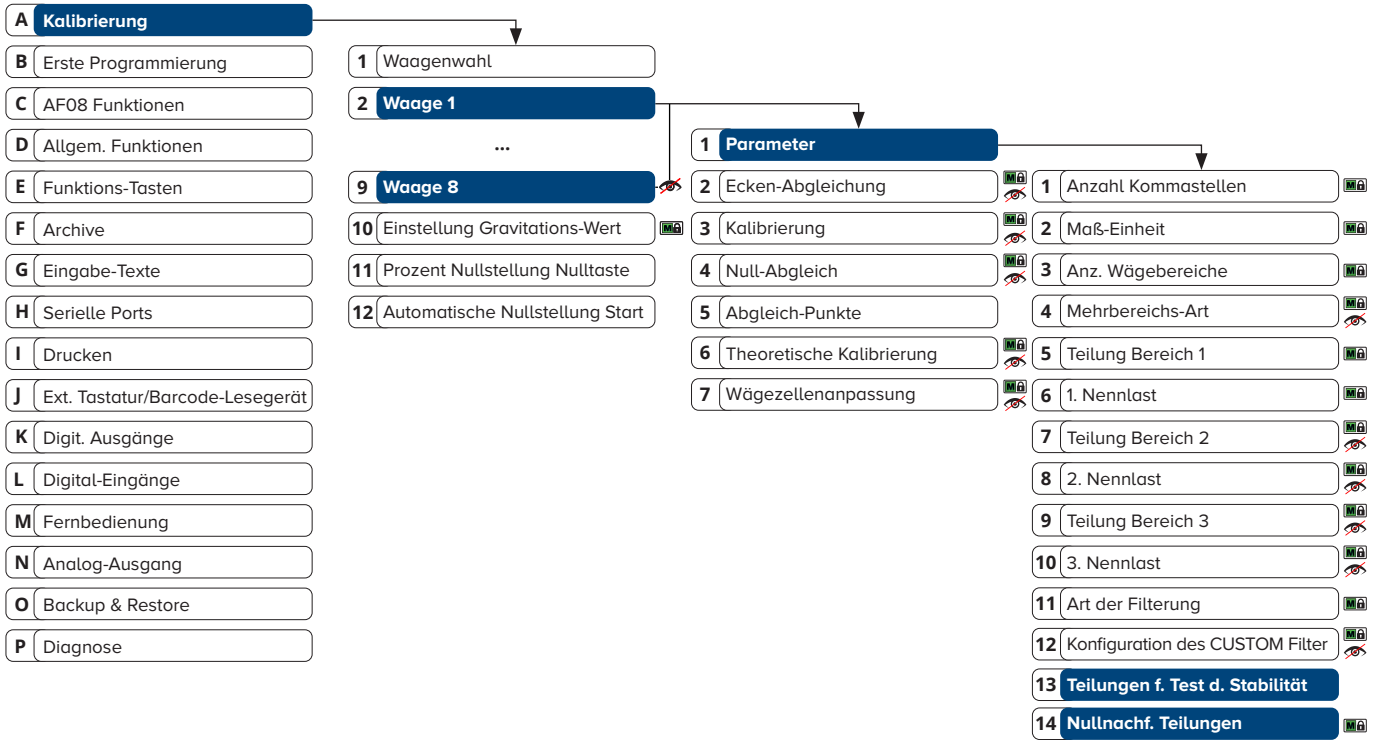 A Kalibrierung
B Erste Programmierung
C AF08 Funktionen
D Allgem. Funktionen
E Funktions-Tasten
F Archive
G Eingabe-Texte
H Serielle Ports
I Drucken
J Ext. Tastatur/Barcode-Lesegerät
K Digit. Ausgänge
L Digital-Eingänge
M Fernbedienung
N Analog-Ausgang
O Backup & Restore
P Diagnose
1 Waagenwahl
2 Waage 1
...
9 Waage 8
10 Einstellung Gravitations-Wert M
11 Prozent Nullstellung Nulltaste
12 Automatische Nullstellung Start
1 Parameter
2 Ecken-Abgleichung M
3 Kalibrierung M
4 Null-Abgleich M
5 Abgleich-Punkte
6 Theoretische Kalibrierung M
7 Wägezellenanpassung M
1 Anzahl Kommastellen M
2 Maß-Einheit M
3 Anz. Wägebereiche M
4 Mehrbereichs-Art M
5 Teilung Bereich 1 M
6 1. Nennlast M
7 Teilung Bereich 2 M
8 2. Nennlast M
9 Teilung Bereich 3 M
10 3. Nennlast M
11 Art der Filterung M
12 Konfiguration des CUSTOM Filter M
13 Teilungen f. Test d. Stabilität
14 Nullnachf. Teilungen M